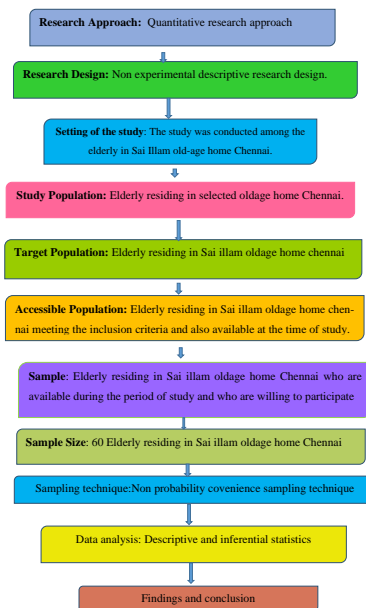 Research Approach: Quantitative research approach
Research Design: Non experimental descriptive research design.
Setting of the study: The study was conducted among the
elderly in Sai Illam old-age home Chennai.
Study Population: Elderly residing in selected oldage home Chennai.
Target Population: Elderly residing in Sai illam oldage home chennai
Accessible Population: Elderly residing in Sai illam oldage home chen-
nai meeting the inclusion criteria and also available at the time of study.
Sample: Elderly residing in Sai illam oldage home Chennai who are
available during the period of study and who are willing to participate
Sample Size: 60 Elderly residing in Sai illam oldage home Chennai
Sampling technique:Non probability covenience sampling technique
Data analysis: Descriptive and inferential statistics
Findings and conclusion